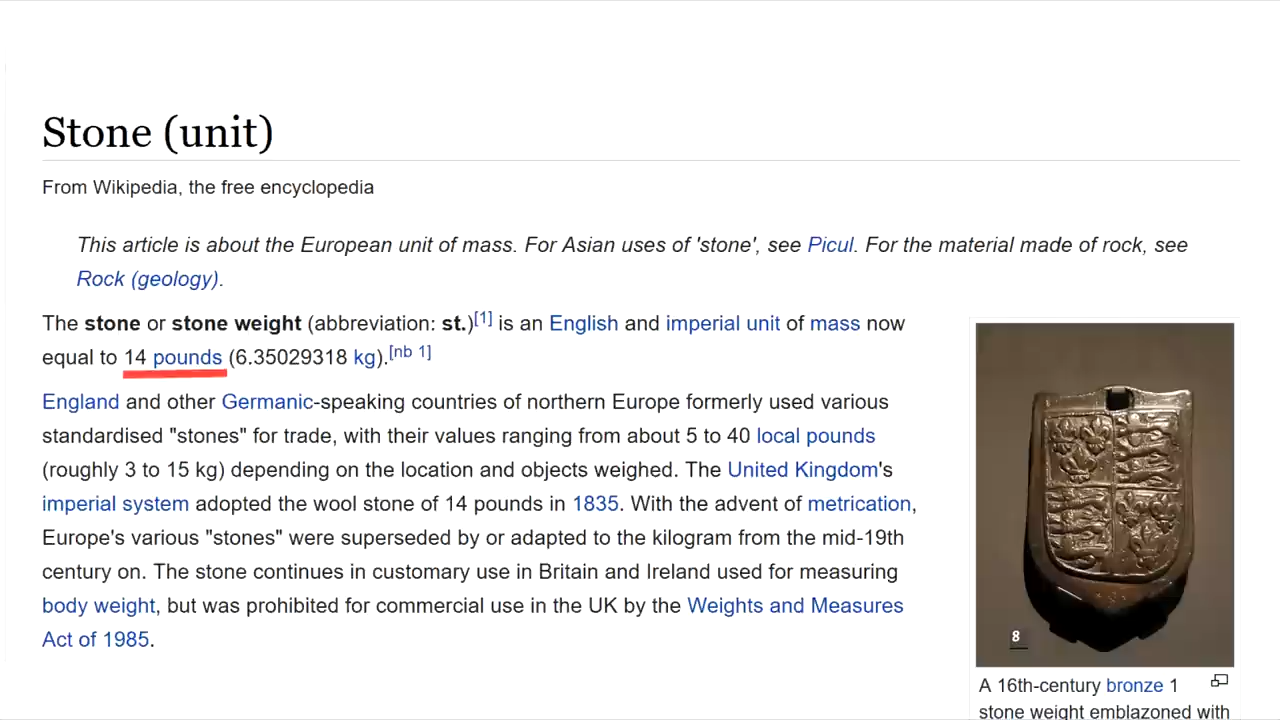 Stone (unit)
From Wikipedia, the free encyclopedia
This article is about the European unit of mass. For Asian uses of 'stone', see Picul. For the material made of rock, see
Rock (geology).
The stone or stone weight (abbreviation: st.)[1] is an English and imperial unit of mass now
equal to 14 pounds (6.35029318 kg).[nb 1]
England and other Germanic-speaking countries of northern Europe formerly used various
standardised "stones" for trade, with their values ranging from about 5 to 40 local pounds
(roughly 3 to 15 kg) depending on the location and objects weighed. The United Kingdom's
imperial system adopted the wool stone of 14 pounds in 1835. With the advent of metrication,
Europe's various "stones" were superseded by or adapted to the kilogram from the mid-19th
century on. The stone continues in customary use in Britain and Ireland used for measuring
body weight, but was prohibited for commercial use in the UK by the Weights and Measures
Act of 1985.
8
A 16th-century bronze 1
stone weight emblazoned with